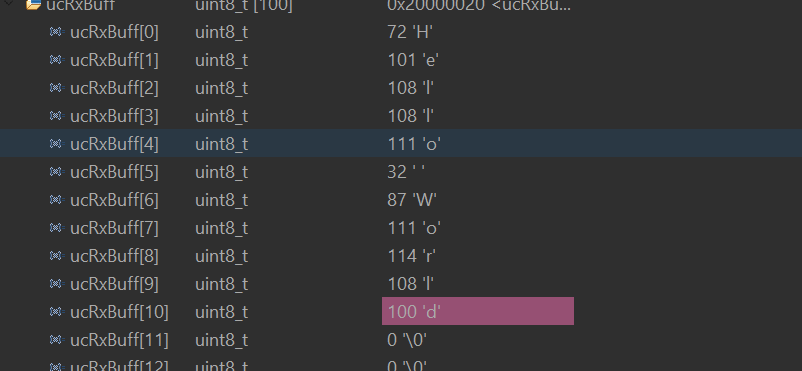 ucRxBuff uint8_t [100] 0x20000020 <ucRxBu...
ucRxBuff[0] uint8_t 72 'H'
ucRxBuff[1] uint8_t 101 'e'
ucRxBuff[2] uint8_t 108 'l'
ucRxBuff[3] uint8_t 108 'l'
ucRxBuff[4] uint8_t 111 'o'
ucRxBuff[5] uint8_t 32 ' '
ucRxBuff[6] uint8_t 87 'W'
ucRxBuff[7] uint8_t 111 'o'
ucRxBuff[8] uint8_t 114 'r'
ucRxBuff[9] uint8_t 108 'l'
ucRxBuff[10] uint8_t 100 'd'
ucRxBuff[11] uint8_t 0 '\0'
ucRxBuff[12] uint8_t 0 '\0'